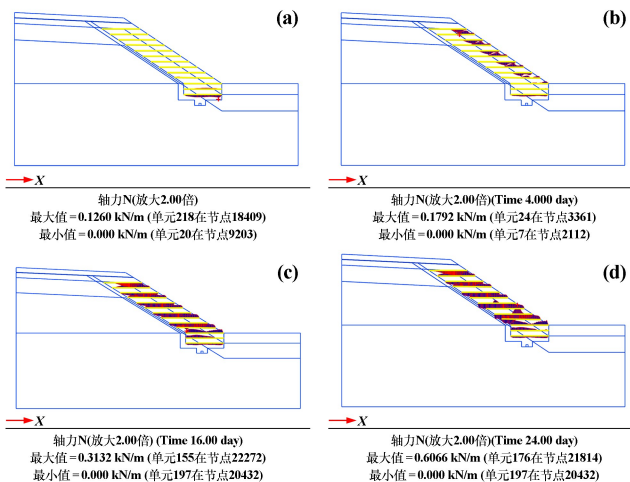 (a)
X
轴力N(放大2.00倍)
最大值=0.1260 kN/m (单元218在节点18409)
最小值=0.000 kN/m (单元20在节点9203)
(b)
X
轴力N(放大2.00倍)(Time 4.000 day)
最大值=0.1792 kN/m (单元24在节点3361)
最小值=0.000 kN/m (单元7在节点2112)
(c)
X
轴力N(放大2.00倍) (Time 16.00 day)
最大值=0.3132 kN/m (单元155在节点22272)
最小值=0.000 kN/m (单元197在节点20432)
(d)
X
轴力N(放大2.00倍)(Time 24.00 day)
最大值=0.6066 kN/m (单元176在节点21814)
最小值=0.000 kN/m (单元197在节点20432)